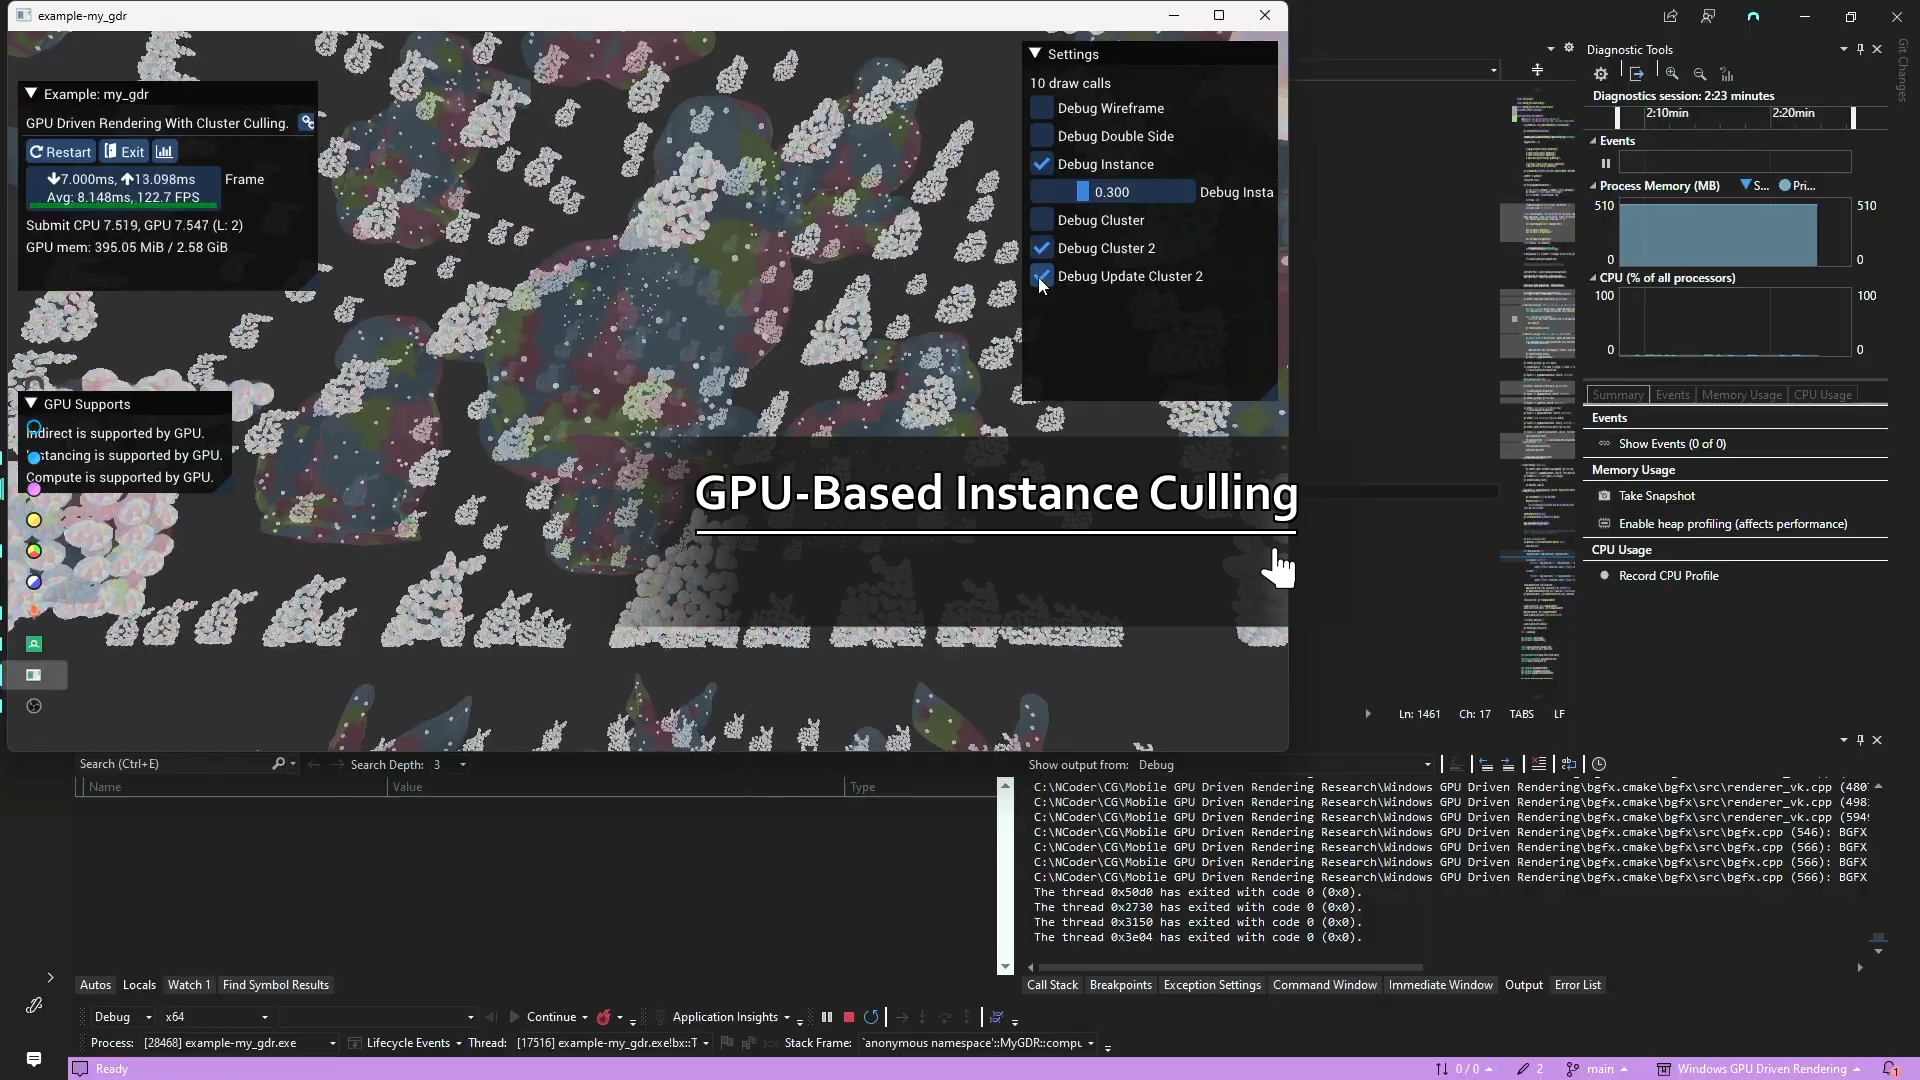 example-my_gdr
Example: my_gdr
GPU Driven Rendering With Cluster Culling.
Restart
Exit
7.000ms, 13.098ms
Frame
Avg: 8.148ms, 122.7 FPS
Submit CPU 7.519, GPU 7.547 (L: 2)
GPU mem: 395.05 MiB / 2.58 GiB
GPU Supports
Indirect is supported by GPU.
stancing is supported by GPU.
Compute is supported by GPU.
Settings
10 draw calls
Debug Wireframe
Debug Double Side
Debug Instance
0.300
Debug Insta
Debug Cluster
Debug Cluster 2
Debug Update Cluster 2
GPU-Based Instance Culling
Git Changes
Diagnostic Tools
Diagnostics session: 2:23 minutes
2:10min
2:20min
Events
Process Memory (MB)
S...
Pri...
510
510
0
0
CPU (% of all processors)
100
100
0
0
Summary
Events
Memory Usage
CPU Usage
Events
Show Events (0 of 0)
Memory Usage
Take Snapshot
Enable heap profiling (affects performance)
CPU Usage
Record CPU Profile
Ln: 1461
Ch: 17
TABS
LF
Search (Ctrl+E)
Search Depth: 3
Name
Value
Type
Show output from: Debug
C:\NCoder\CG\Mobile GPU Driven Rendering Research\Windows GPU Driven Rendering\bgfx.cmake\bgfx\src\renderer_vk.cpp (480
C:\NCoder\CG\Mobile GPU Driven Rendering Research\Windows GPU Driven Rendering\bgfx.cmake\bgfx\src\renderer_vk.cpp (498
C:\NCoder\CG\Mobile GPU Driven Rendering Research\Windows GPU Driven Rendering\bgfx.cmake\bgfx\src\renderer_vk.cpp (594
C:\NCoder\CG\Mobile GPU Driven Rendering Research\Windows GPU Driven Rendering\bgfx.cmake\bgfx\src\bgfx.cpp (546): BGFX
C:\NCoder\CG\Mobile GPU Driven Rendering Research\Windows GPU Driven Rendering\bgfx.cmake\bgfx\src\bgfx.cpp (566): BGFX
C:\NCoder\CG\Mobile GPU Driven Rendering Research\Windows GPU Driven Rendering\bgfx.cmake\bgfx\src\bgfx.cpp (566): BGFX
C:\NCoder\CG\Mobile GPU Driven Rendering Research\Windows GPU Driven Rendering\bgfx.cmake\bgfx\src\bgfx.cpp (566): BGFX
The thread 0x50d0 has exited with code 0 (0x0).
The thread 0x2730 has exited with code 0 (0x0).
The thread 0x3150 has exited with code 0 (0x0).
The thread 0x3e04 has exited with code 0 (0x0).
Autos
Locals
Watch 1
Find Symbol Results
Call Stack
Breakpoints
Exception Settings
Command Window
Immediate Window
Output
Error List
Debug
x64
Continue
Application Insights
Process: [28468] example-my_gdr.exe
Lifecycle Events
Thread: [17516] example-my_gdr.exe!bx::T
Stack Frame: `anonymous namespace'::MyGDR::compu
Ready
0 / 0
2
main
Windows GPU Driven Rendering
1